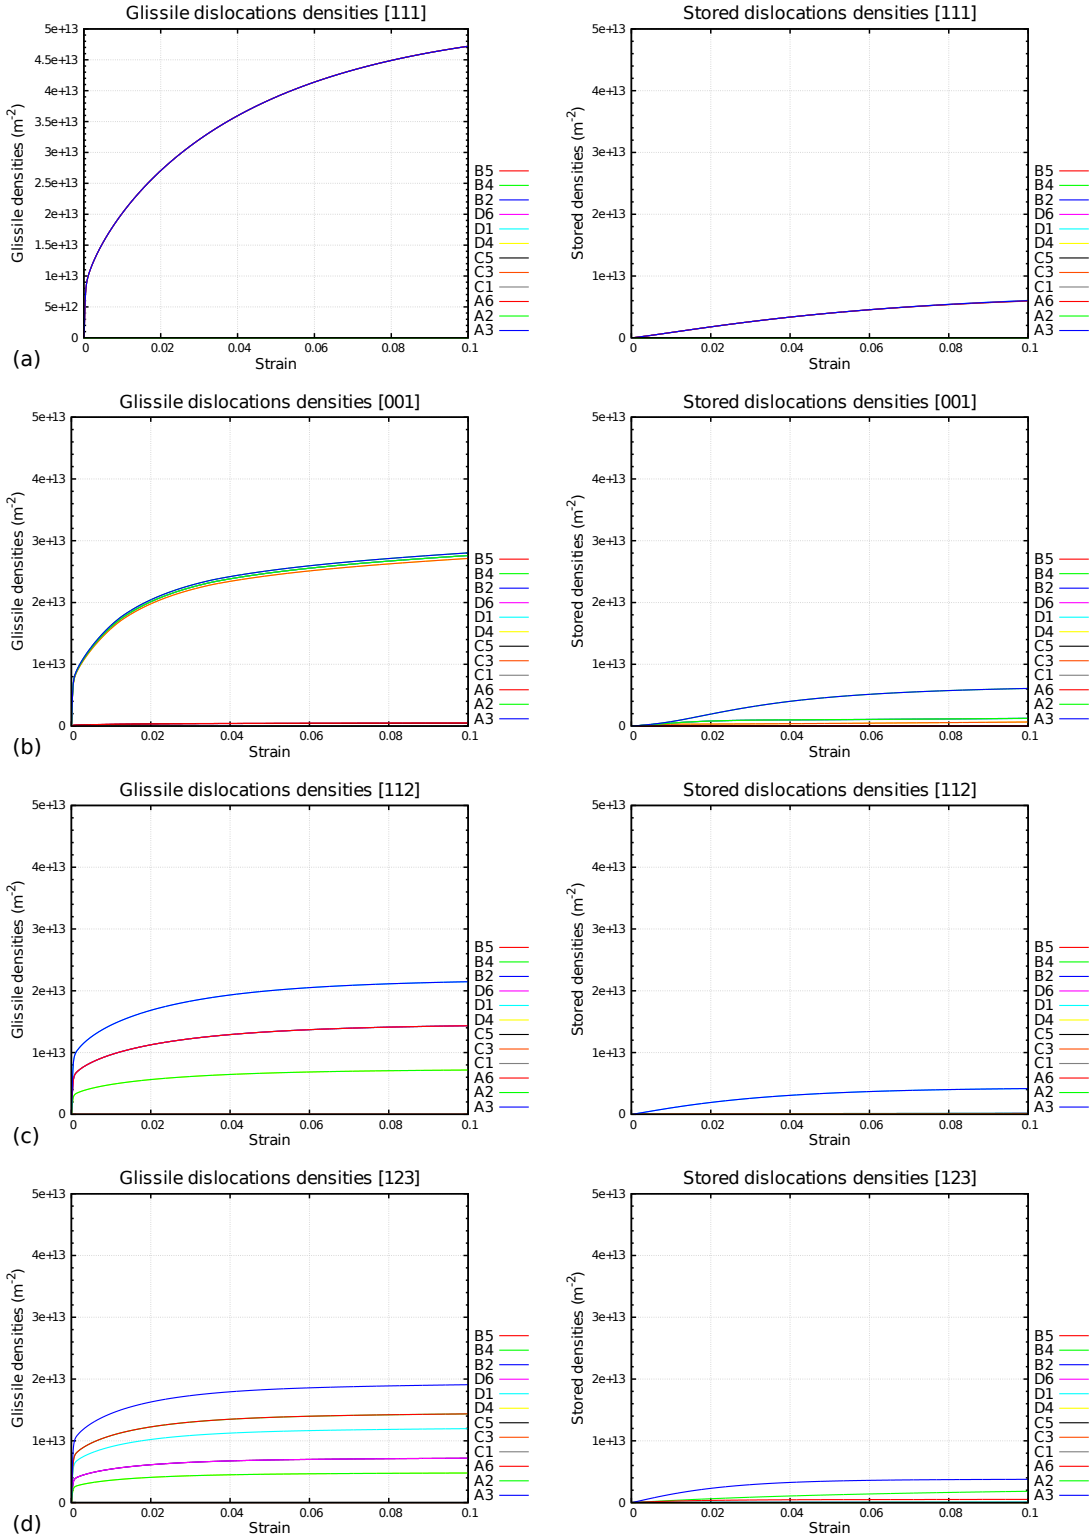 Glissile dislocations densities [111]
Glissile densities (m-2)
5e+13
4.5e+13
4e+13
3.5e+13
3e+13
2.5e+13
2e+13
1.5e+13
1e+13
5e+12
0
0 0.02 0.04 0.06 0.08 0.1
Strain
B5
B4
B2
D6
D1
D4
C5
C3
C1
A6
A2
A3
Stored dislocations densities [111]
Stored densities (m-2)
5e+13
4e+13
3e+13
2e+13
1e+13
0
0 0.02 0.04 0.06 0.08 0.1
Strain
B5
B4
B2
D6
D1
D4
C5
C3
C1
A6
A2
A3
(a)
Glissile dislocations densities [001]
Glissile densities (m-2)
5e+13
4e+13
3e+13
2e+13
1e+13
0
0 0.02 0.04 0.06 0.08 0.1
Strain
B5
B4
B2
D6
D1
D4
C5
C3
C1
A6
A2
A3
Stored dislocations densities [001]
Stored densities (m-2)
5e+13
4e+13
3e+13
2e+13
1e+13
0
0 0.02 0.04 0.06 0.08 0.1
Strain
B5
B4
B2
D6
D1
D4
C5
C3
C1
A6
A2
A3
(b)
Glissile dislocations densities [112]
Glissile densities (m-2)
5e+13
4e+13
3e+13
2e+13
1e+13
0
0 0.02 0.04 0.06 0.08 0.1
Strain
B5
B4
B2
D6
D1
D4
C5
C3
C1
A6
A2
A3
Stored dislocations densities [112]
Stored densities (m-2)
5e+13
4e+13
3e+13
2e+13
1e+13
0
0 0.02 0.04 0.06 0.08 0.1
Strain
B5
B4
B2
D6
D1
D4
C5
C3
C1
A6
A2
A3
(c)
Glissile dislocations densities [123]
Glissile densities (m-2)
5e+13
4e+13
3e+13
2e+13
1e+13
0
0 0.02 0.04 0.06 0.08 0.1
Strain
B5
B4
B2
D6
D1
D4
C5
C3
C1
A6
A2
A3
Stored dislocations densities [123]
Stored densities (m-2)
5e+13
4e+13
3e+13
2e+13
1e+13
0
0 0.02 0.04 0.06 0.08 0.1
Strain
B5
B4
B2
D6
D1
D4
C5
C3
C1
A6
A2
A3
(d)